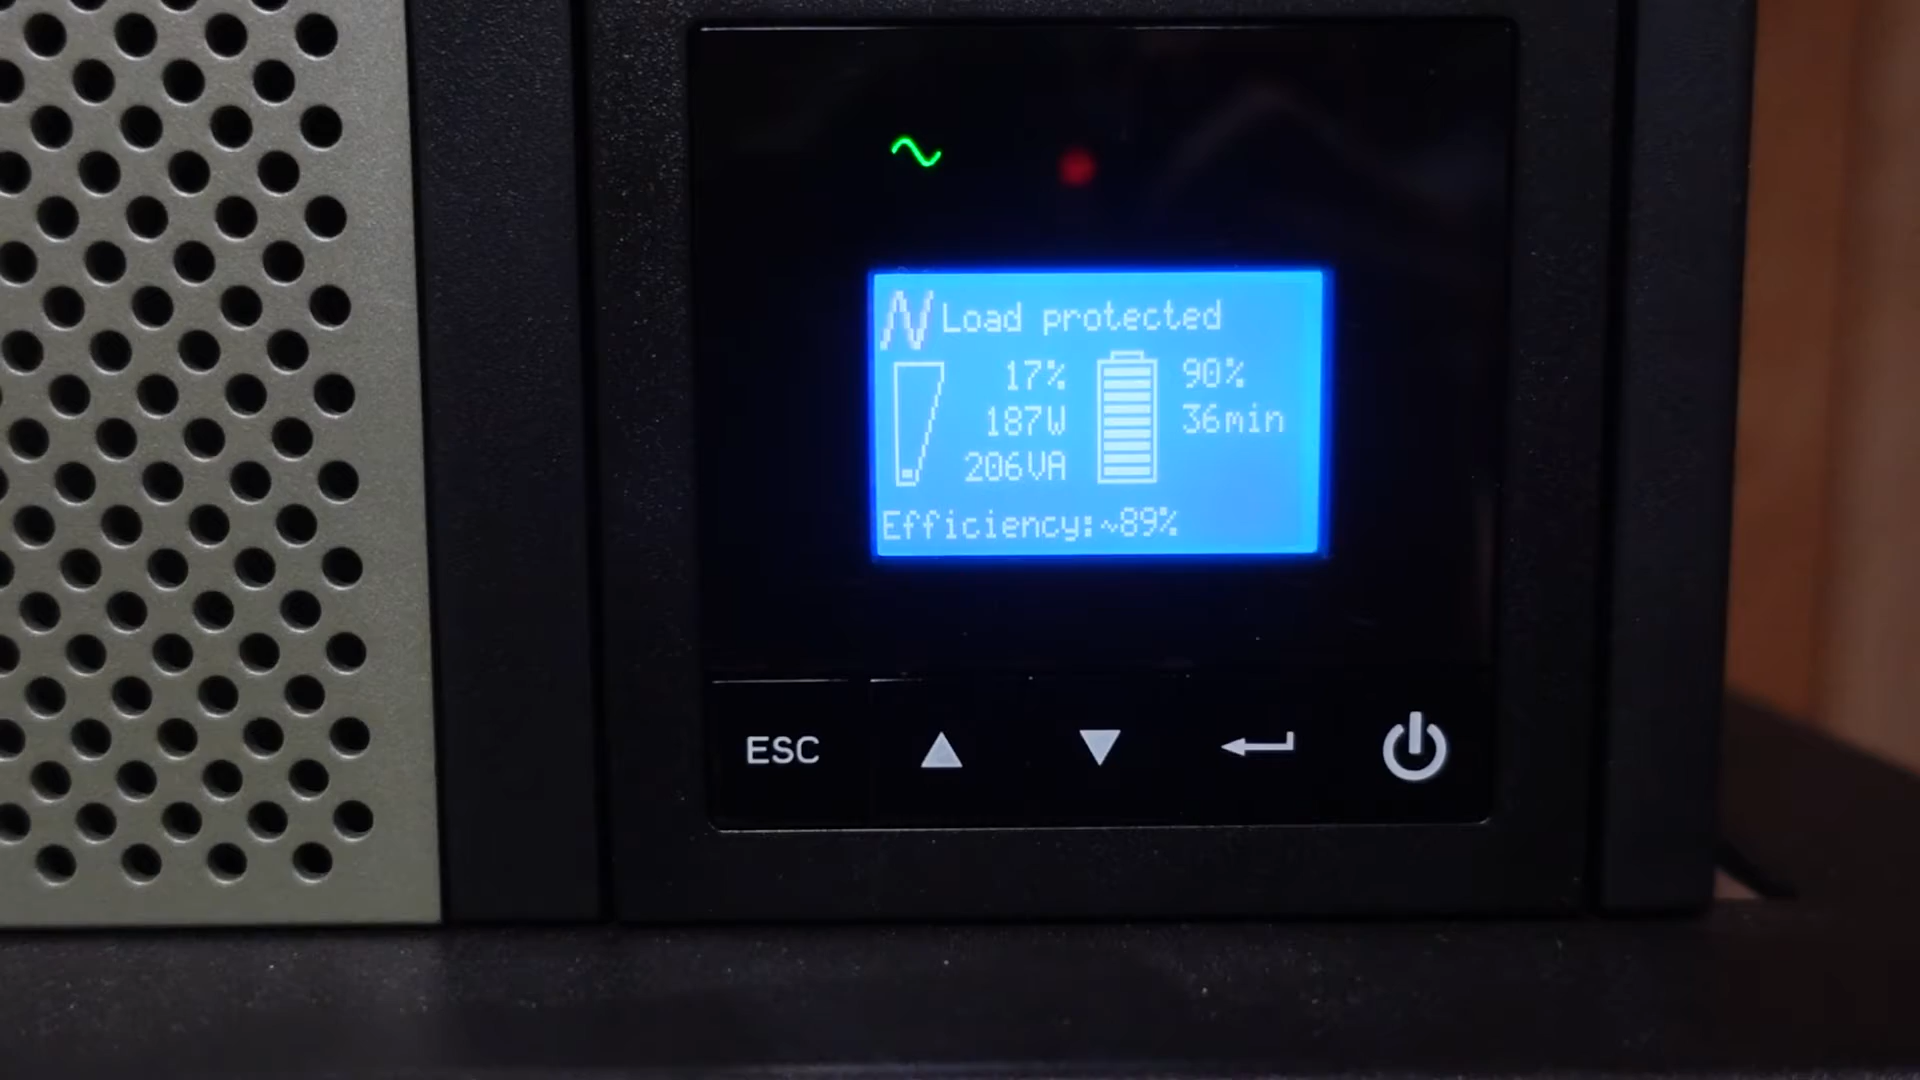 Load protected
17% 90%
187W 36min
206VA
Efficiency:~89%
ESC